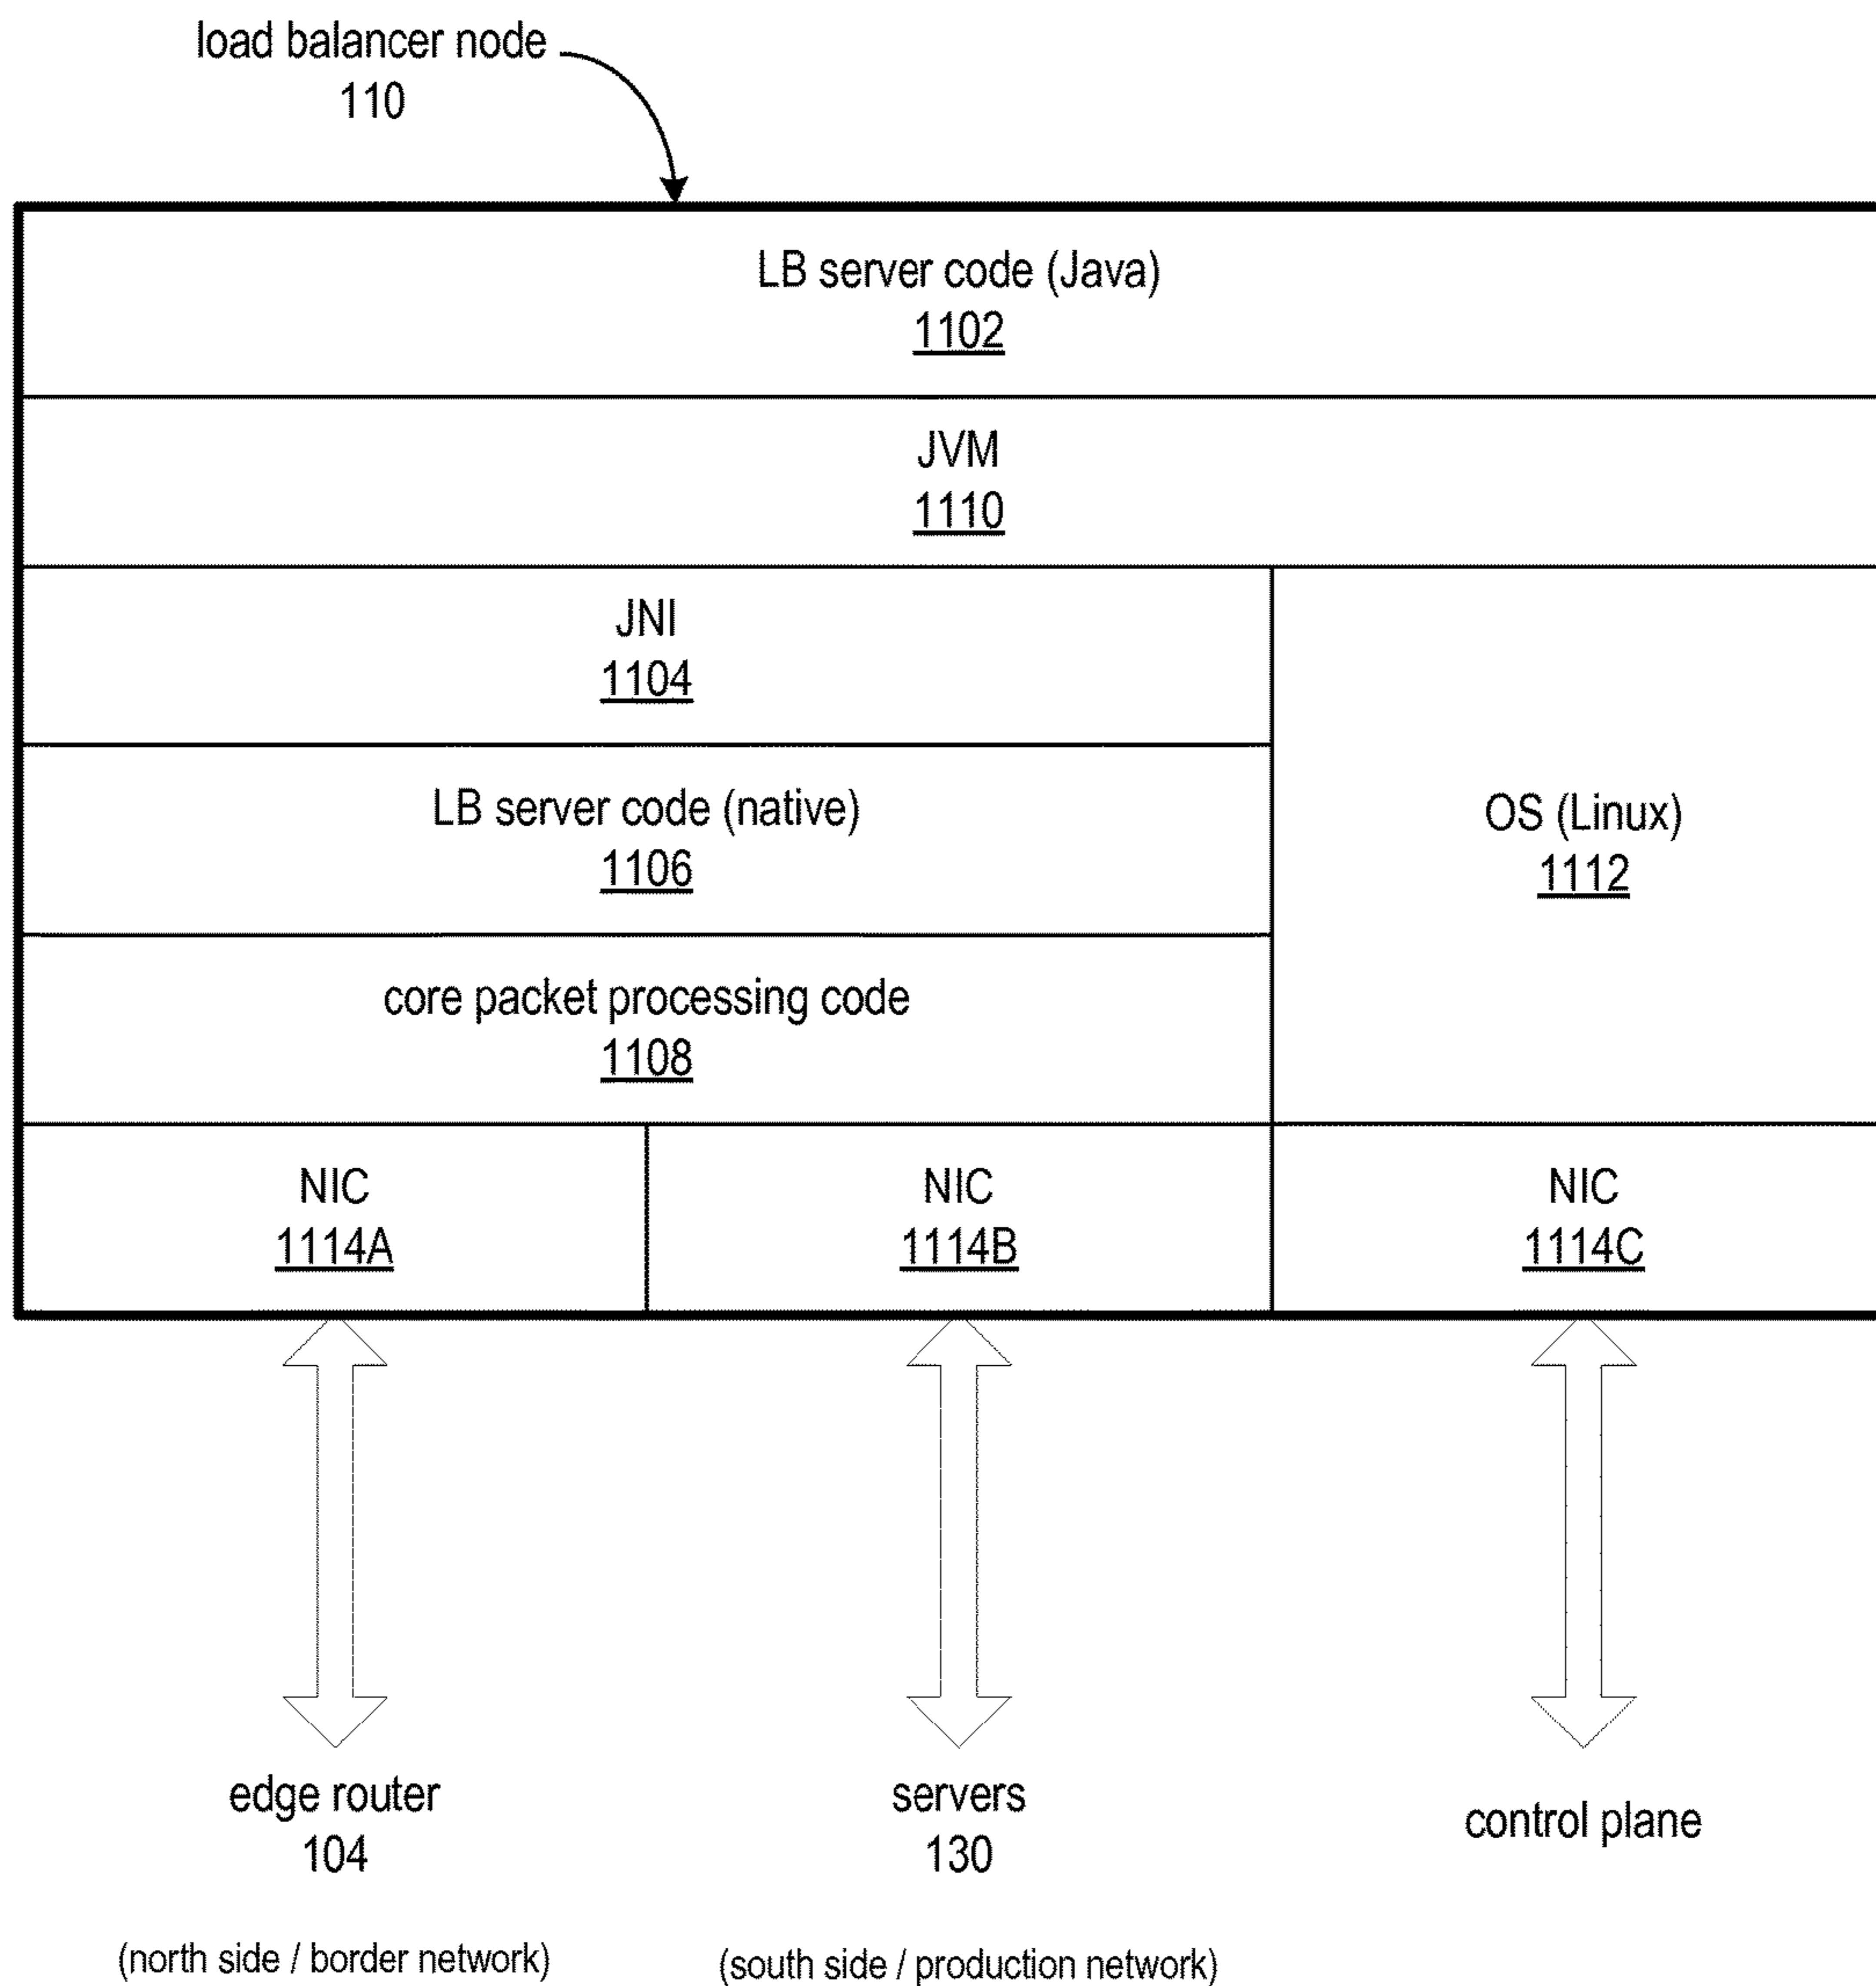 load balancer node
110
LB server code (Java)
1102
JVM
1110
JNI
1104
LB server code (native)
1106
OS (Linux)
1112
core packet processing code
1108
NIC
1114A
NIC
1114B
NIC
1114C
edge router
104
servers
130
control plane
(north side / border network)
(south side / production network)